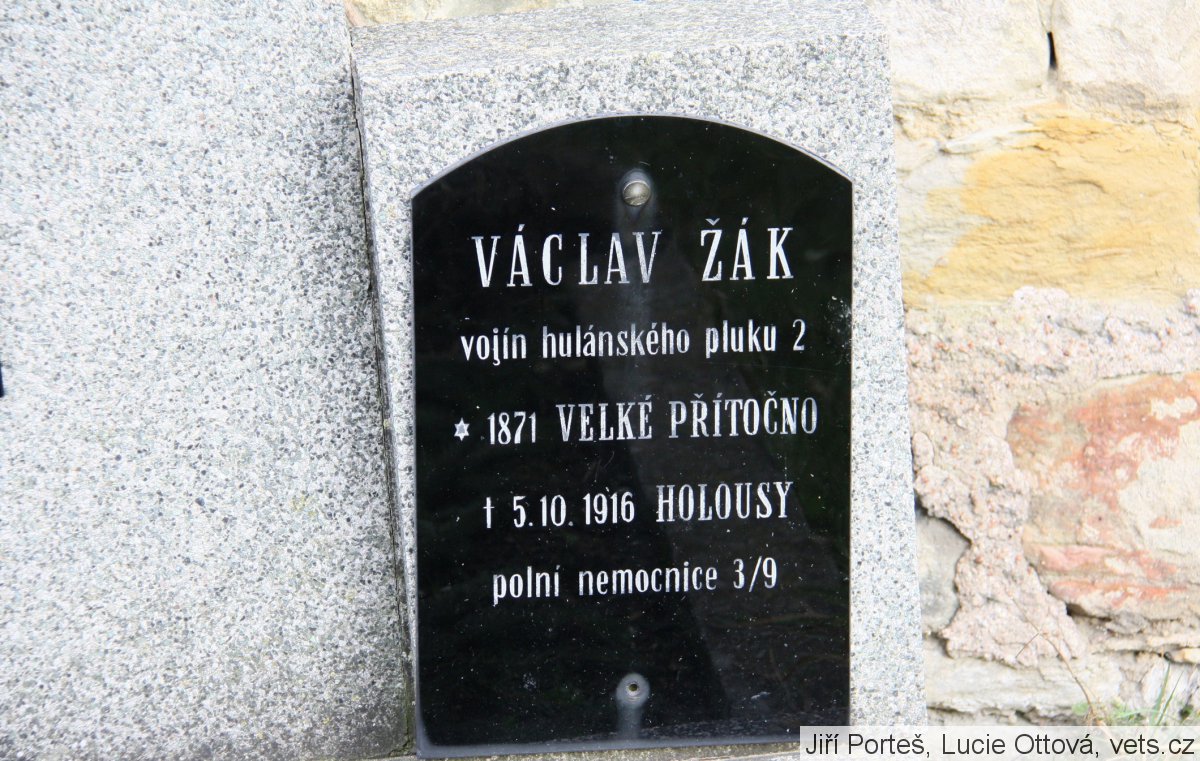 VÁCLAV ŽÁK
vojín hulánského pluku 2
✡ 1871 VELKÉ PŘÍTOČNO
† 5.10.1916 HOLOUSY
polní nemocnice 3/9
Jiří Porteš, Lucie Ottová, vets.cz